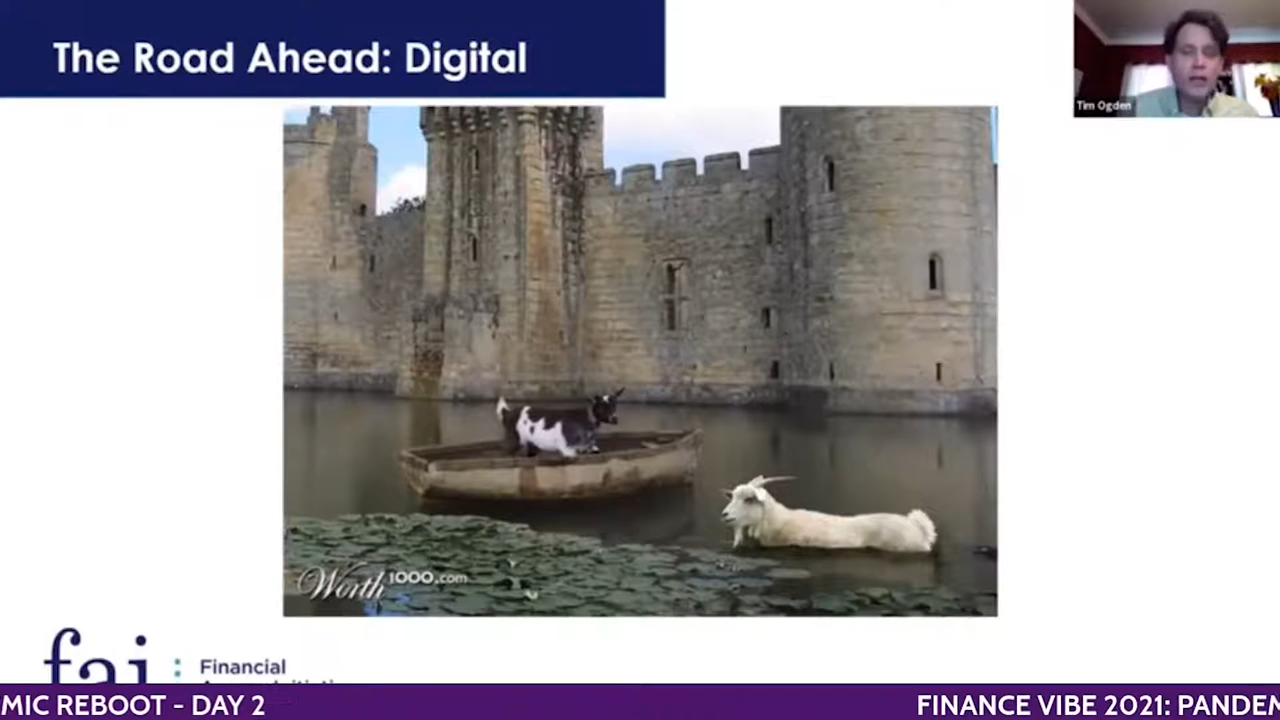 The Road Ahead: Digital
Tim Ogden
Worth1000.com
fai
Financial
MIC REBOOT - DAY 2
FINANCE VIBE 2021: PANDEM